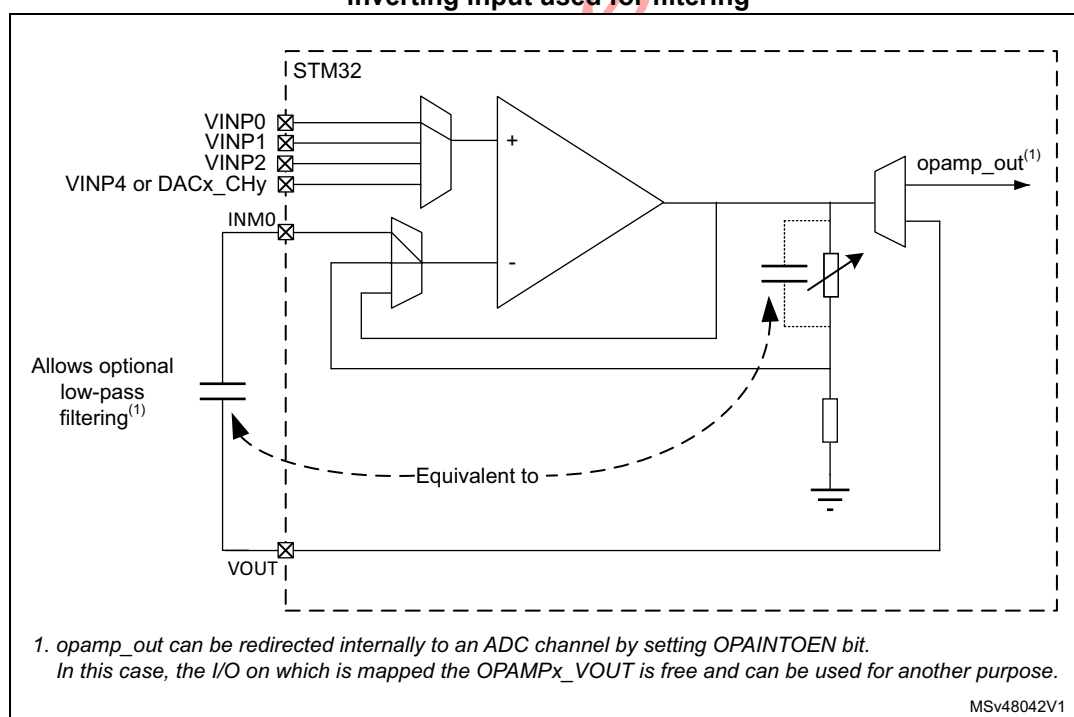 inverting input used for filtering
STM32
VINP0
VINP1
VINP2
VINP4 or DACx_CHy
INM0
+
-
opamp_out(1)
Allows optional
low-pass
filtering(1)
Equivalent to
VOUT
1. opamp_out can be redirected internally to an ADC channel by setting OPAINTOEN bit.
In this case, the I/O on which is mapped the OPAMPx_VOUT is free and can be used for another purpose.
MSv48042V1